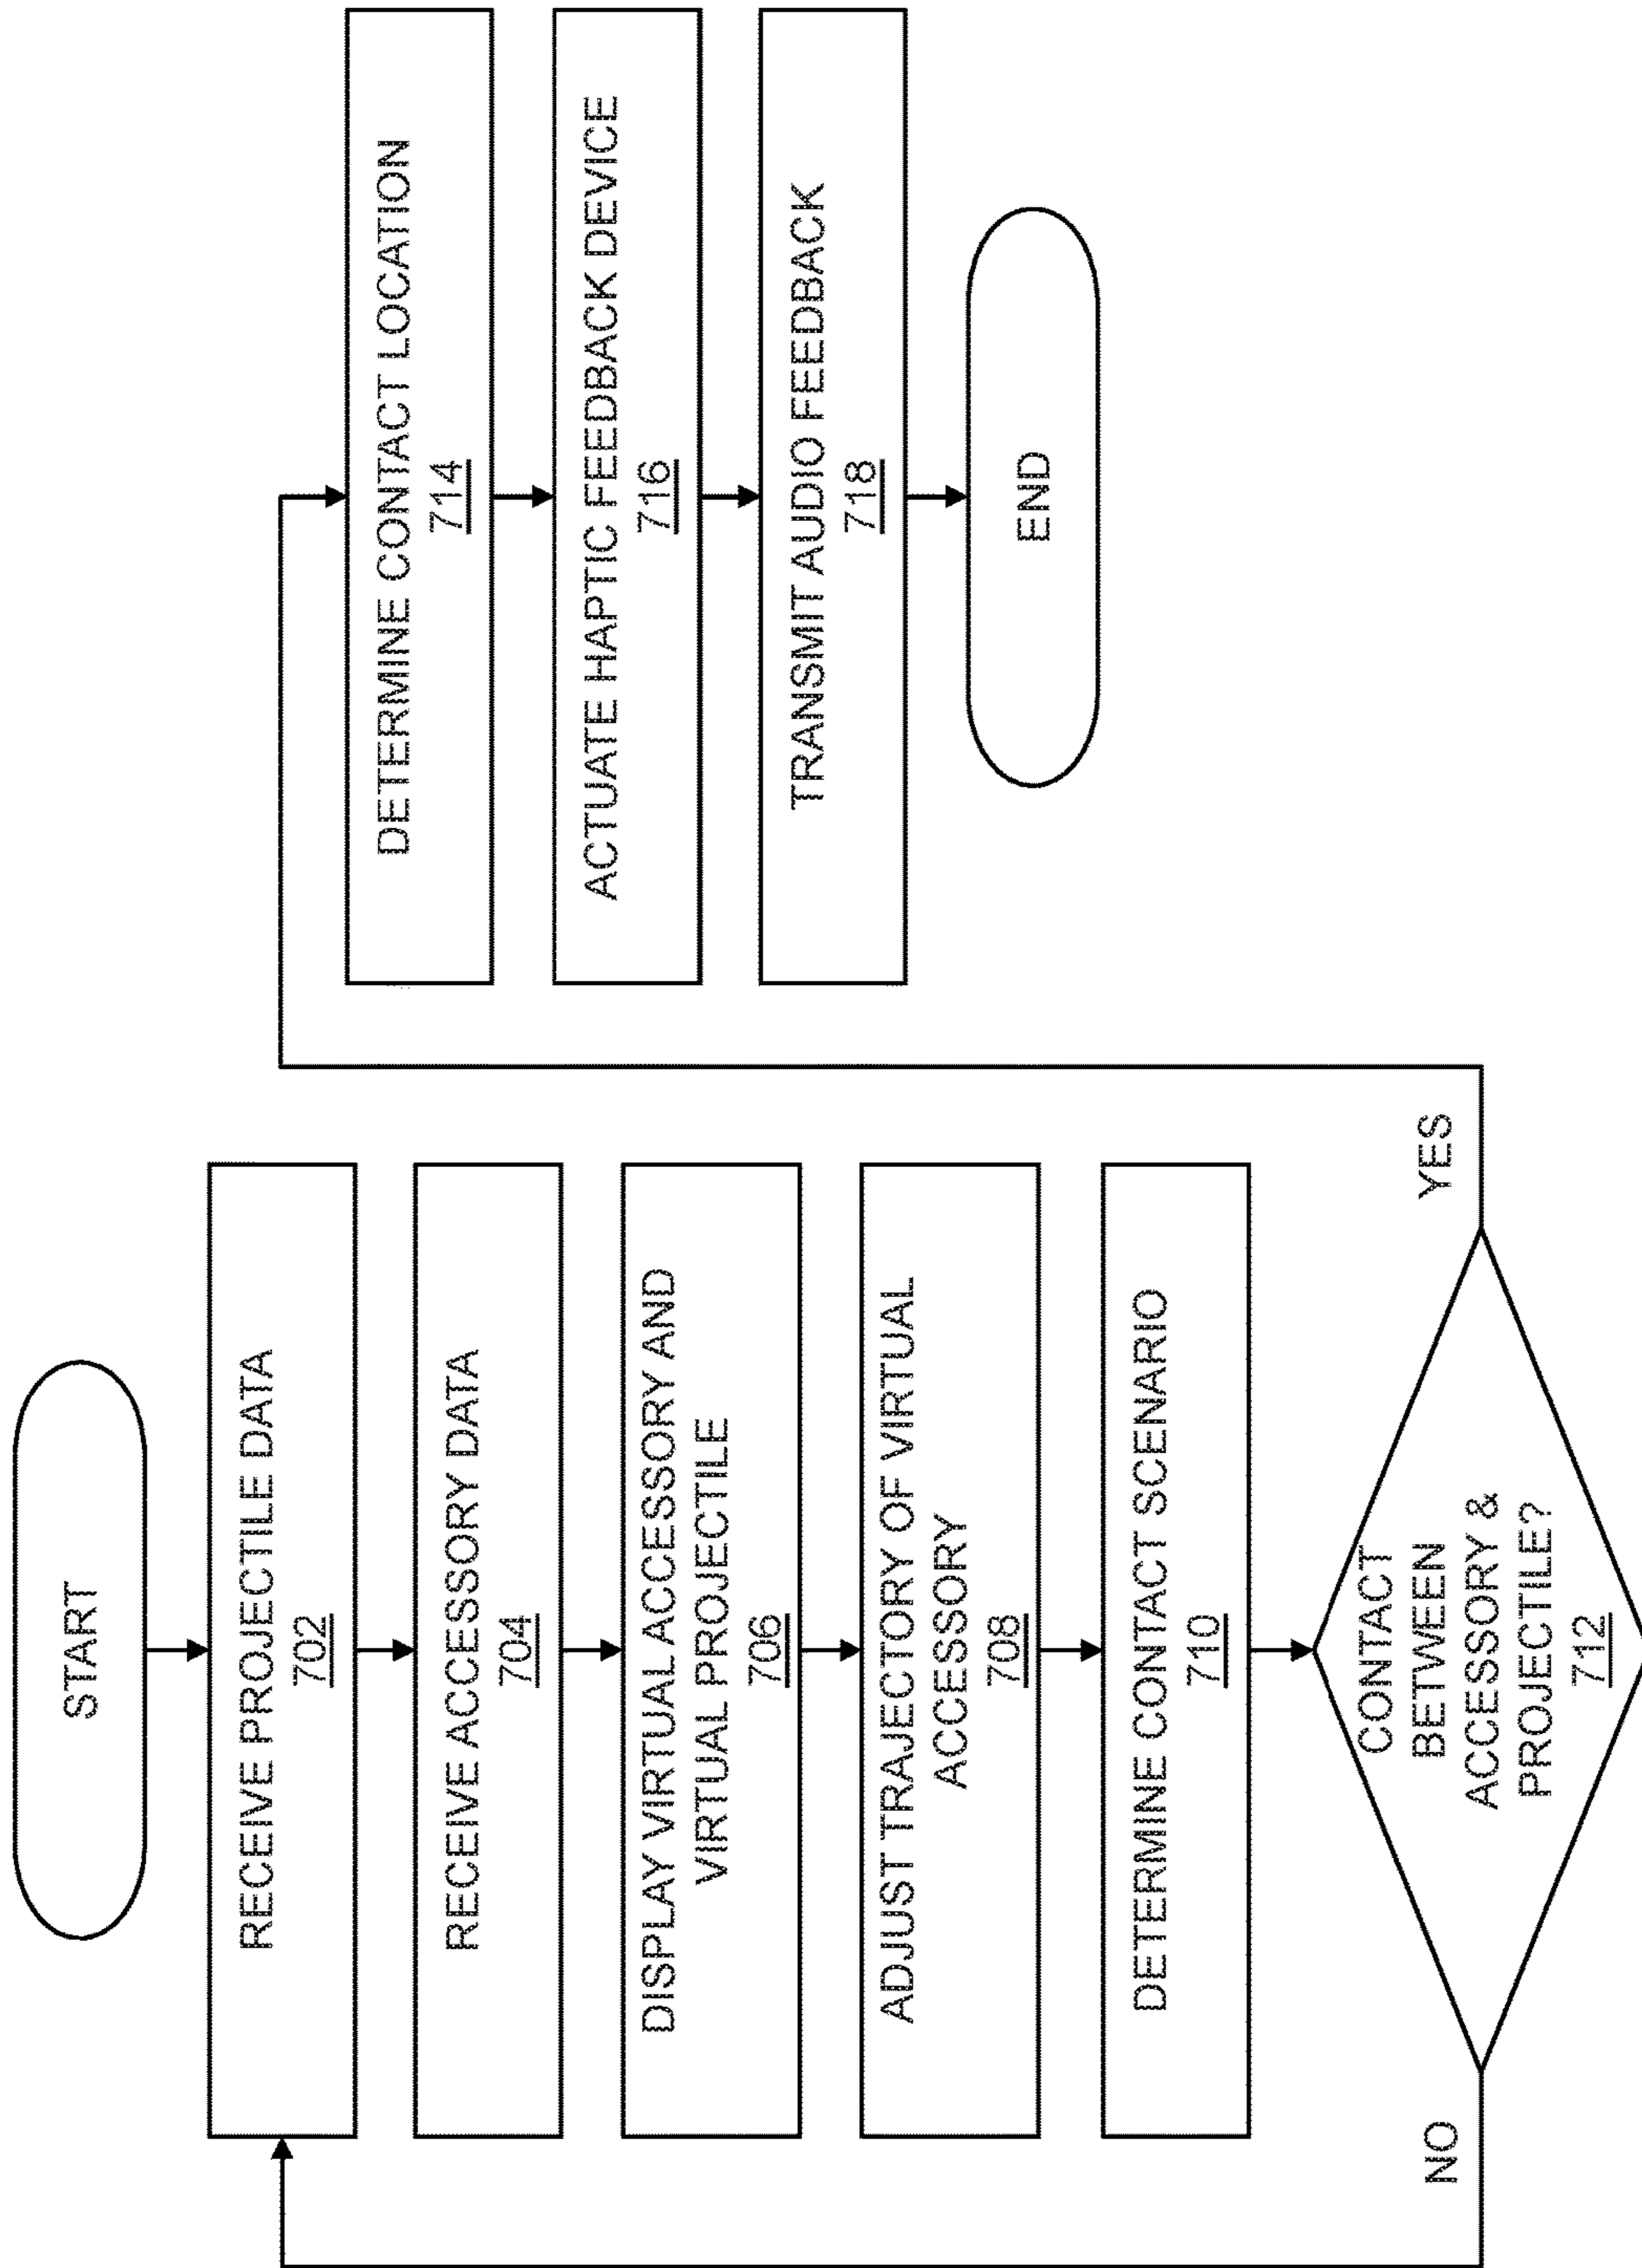 START
RECEIVE PROJECTILE DATA
702
RECEIVE ACCESSORY DATA
704
DISPLAY VIRTUAL ACCESSORY AND
VIRTUAL PROJECTILE
706
ADJUST TRAJECTORY OF VIRTUAL
ACCESSORY
708
DETERMINE CONTACT SCENARIO
710
CONTACT
BETWEEN
ACCESSORY &
PROJECTILE?
712
NO
YES
DETERMINE CONTACT LOCATION
714
ACTUATE HAPTIC FEEDBACK DEVICE
716
TRANSMIT AUDIO FEEDBACK
718
END